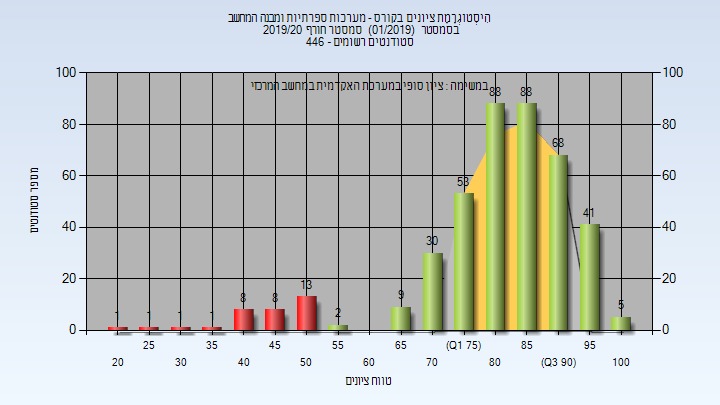 היסטוגרמת ציונים בקורס - מערכות ספרתיות ומבנה המחשב
בסמסטר (01/2019) סמסטר חורף 2019/20
446 - סטודנטים רשומים
במשימה : ציון סופי במערכת האקדמית במחשב המרכזי
100 100
80 80
60 60
40 40
20 20
0 0
1 1 1 1 8 8 13 2 9 30 53 88 88 68 41 5
מספר סטודנטים
25 35 45 55 65 (Q1 75) 85 95
20 30 40 50 60 70 80 (Q3 90) 100
טווח ציונים